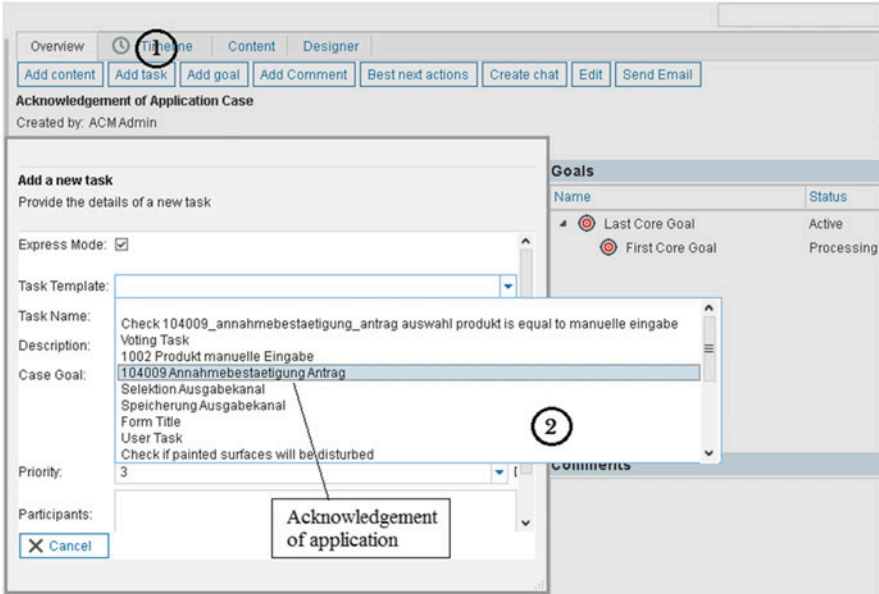 Overview Timeline Content Designer
1
Add content Add task Add goal Add Comment Best next actions Create chat Edit Send Email
Acknowledgement of Application Case
Created by: ACMAdmin
Add a new task
Provide the details of a new task
Express Mode:
Task Template:
Task Name:
Description:
Case Goal:
Check 104009_annahmebestaetigung_antrag auswahl produkt is equal to manuelle eingabe
Voting Task
1002 Produkt manuelle Eingabe
104009 Annahmebestaetigung Antrag
Selektion Ausgabekanal
Speicherung Ausgabekanal
Form Title
User Task
Check if painted surfaces will be disturbed
2
Priority: 3
Participants:
Cancel
Acknowledgement
of application
Goals
Name Status
Last Core Goal Active
First Core Goal Processing
Comments